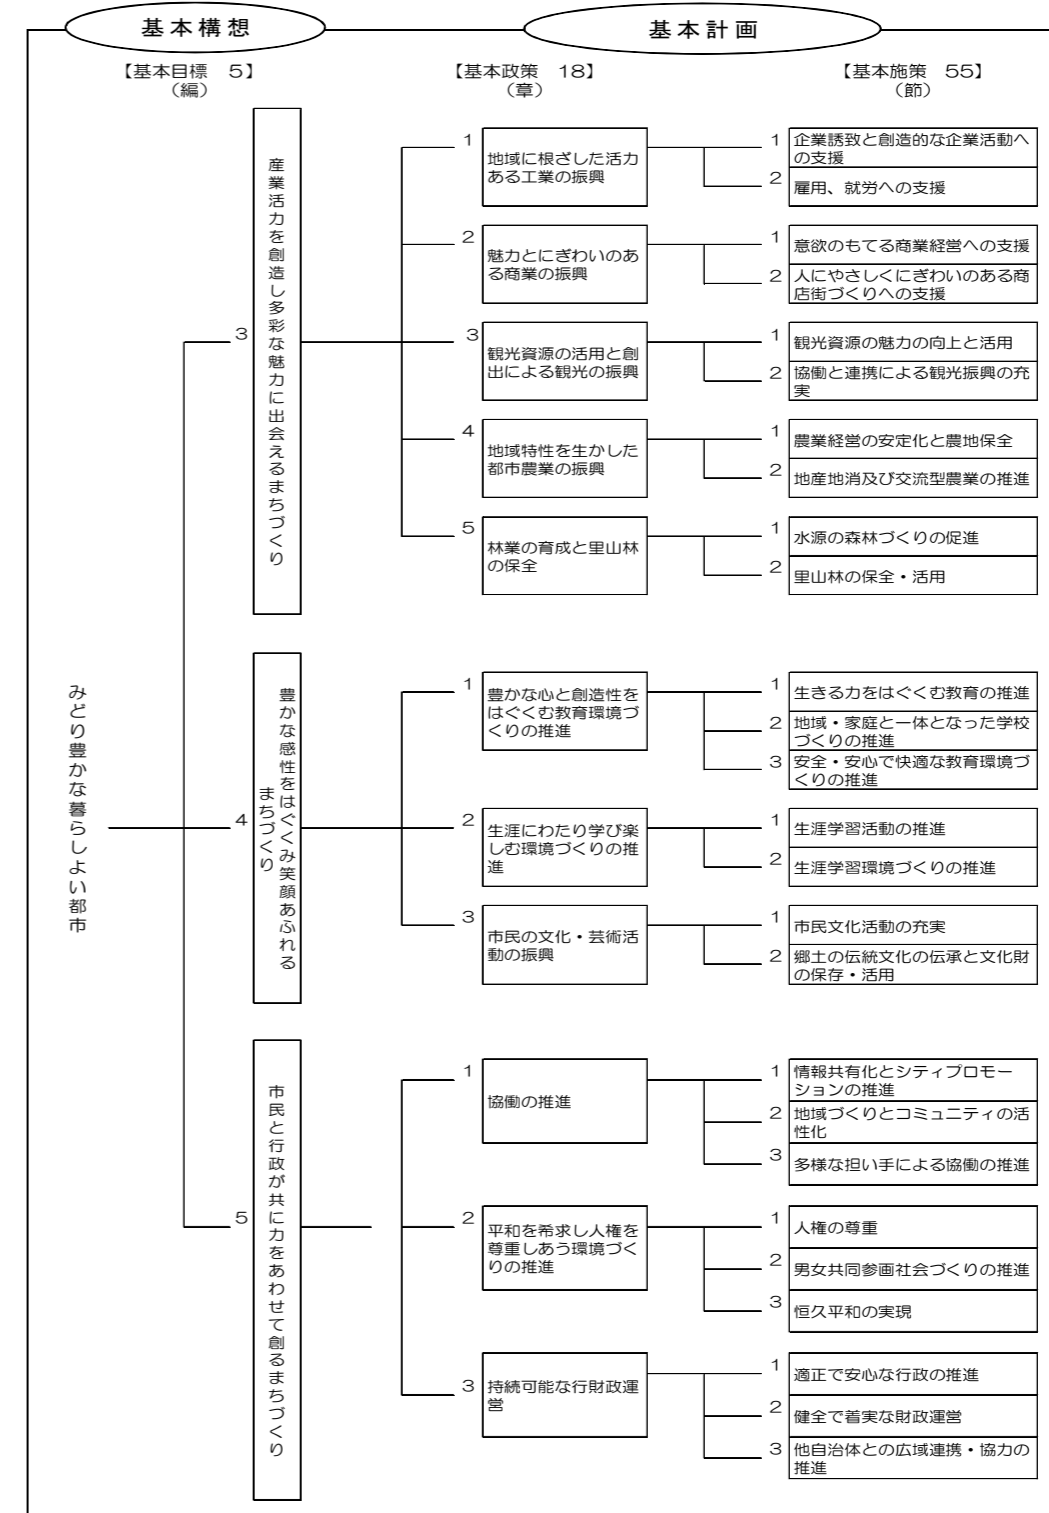 基本構想
基本計画
【基本目標 5】
(編)
【基本政策 18】
(章)
【基本施策 55】
(節)
みどり豊かな暮らしよい都市
3
産業活力を創造し多彩な魅力に出会えるまちづくり
1
地域に根ざした活力
ある工業の振興
1
企業誘致と創造的な企業活動へ
の支援
2
雇用、就労への支援
2
魅力とにぎわいのあ
る商業の振興
1
意欲のもてる商業経営への支援
2
人にやさしくにぎわいのある商
店街づくりへの支援
3
観光資源の活用と創
出による観光の振興
1
観光資源の魅力の向上と活用
2
協働と連携による観光振興の充
実
4
地域特性を生かした
都市農業の振興
1
農業経営の安定化と農地保全
2
地産地消及び交流型農業の推進
5
林業の育成と里山林
の保全
1
水源の森林づくりの促進
2
里山林の保全・活用
4
豊かな感性をはぐくみ笑顔あふれる
まちづくり
1
豊かな心と創造性を
はぐくむ教育環境づ
くりの推進
1
生きる力をはぐくむ教育の推進
2
地域・家庭と一体となった学校
づくりの推進
3
安全・安心で快適な教育環境づ
くりの推進
2
生涯にわたり学び楽
しむ環境づくりの推
進
1
生涯学習活動の推進
2
生涯学習環境づくりの推進
3
市民の文化・芸術活
動の振興
1
市民文化活動の充実
2
郷土の伝統文化の伝承と文化財
の保存・活用
5
市民と行政が共に力をあわせて創るまちづくり
1
協働の推進
1
情報共有化とシティプロモー
ションの推進
2
地域づくりとコミュニティの活
性化
3
多様な担い手による協働の推進
2
平和を希求し人権を
尊重しあう環境づく
りの推進
1
人権の尊重
2
男女共同参画社会づくりの推進
3
恒久平和の実現
3
持続可能な行財政運
営
1
適正で安心な行政の推進
2
健全で着実な財政運営
3
他自治体との広域連携・協力の
推進